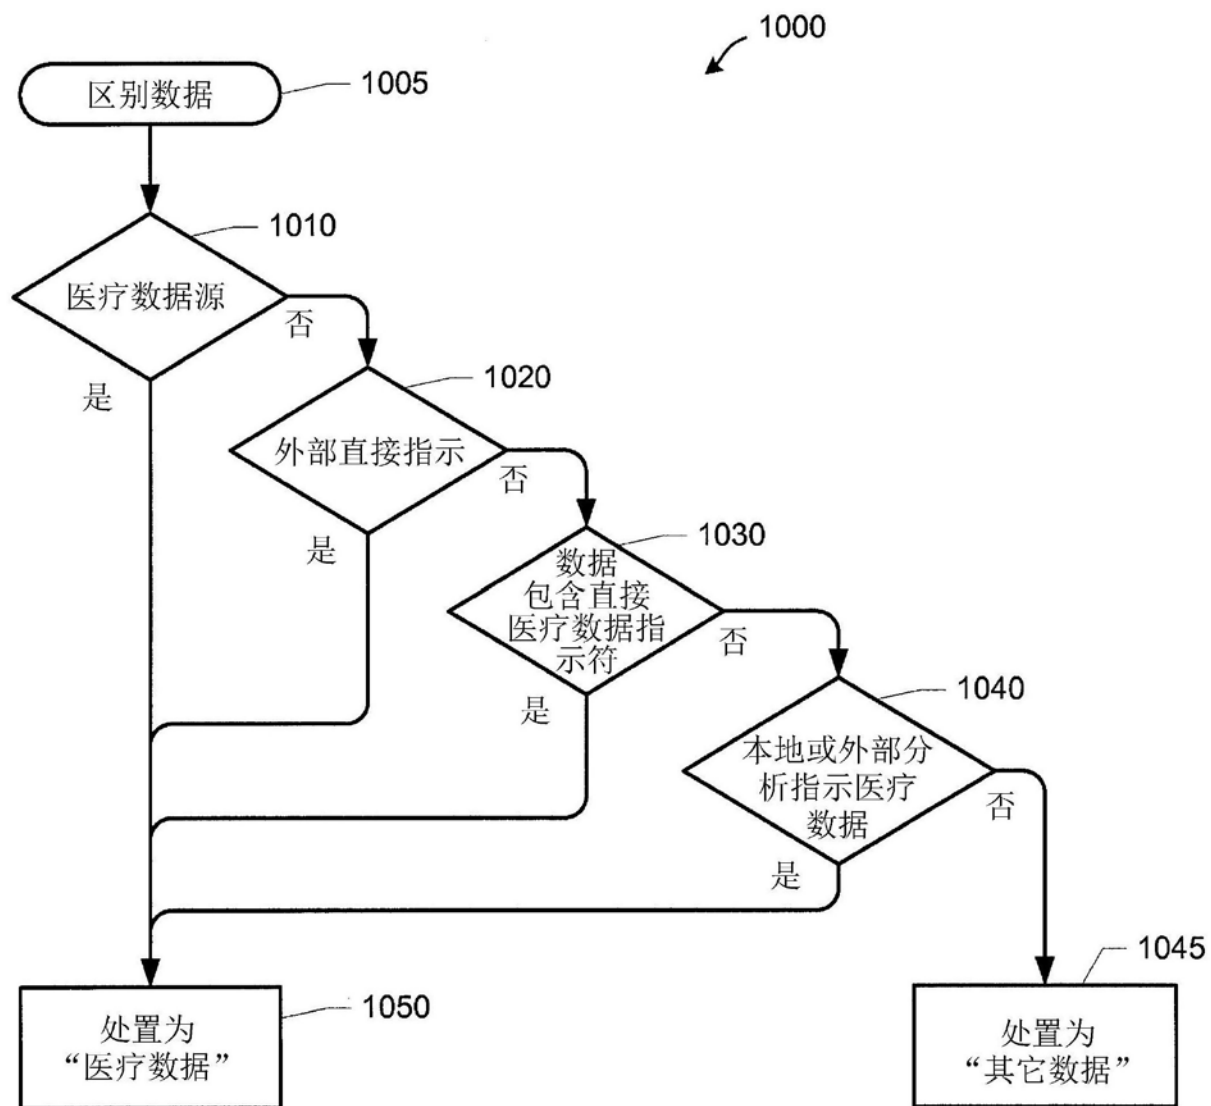 1000
区别数据
1005
1010
医疗数据源
否
是
1020
外部直接指示
否
是
1030
数据
包含直接
医疗数据指
示符
否
是
1040
本地或外部分
析指示医疗
数据
否
是
1045
处置为
“其它数据”
1050
处置为
“医疗数据”